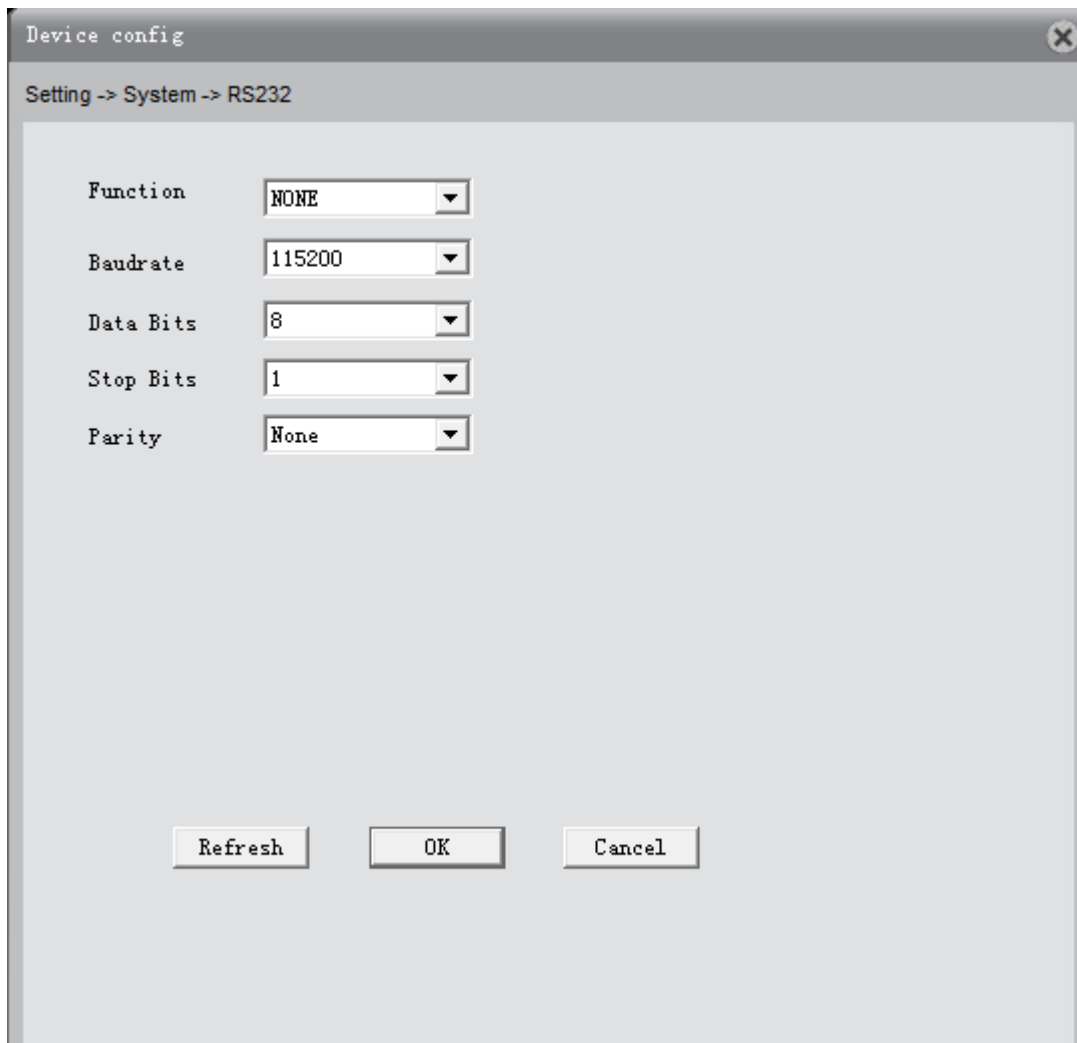 Device config
Setting -> System -> RS232
Function NONE
Baudrate 115200
Data Bits 8
Stop Bits 1
Parity None
Refresh OK Cancel